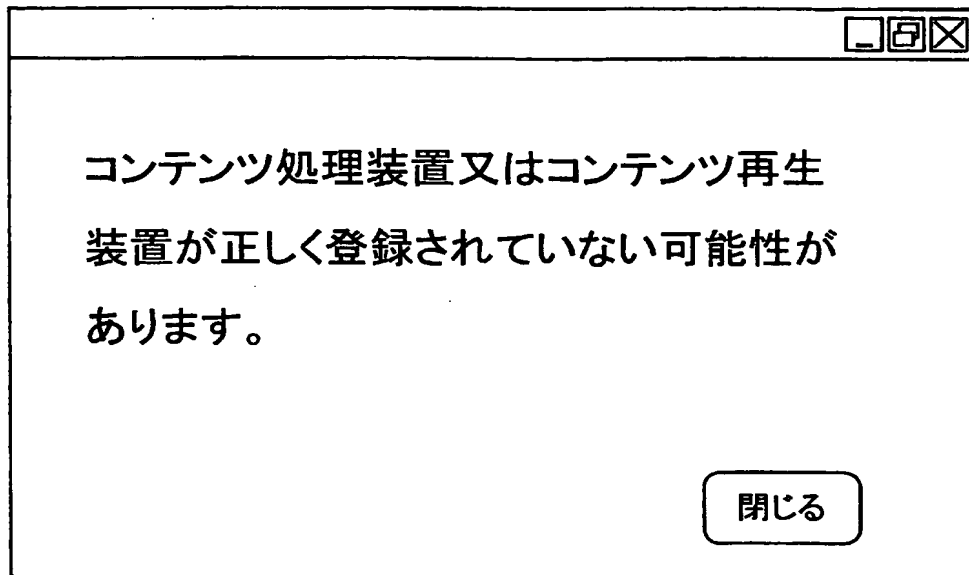 コンテンツ処理装置又はコンテンツ再生
装置が正しく登録されていない可能性が
あります。
閉じる